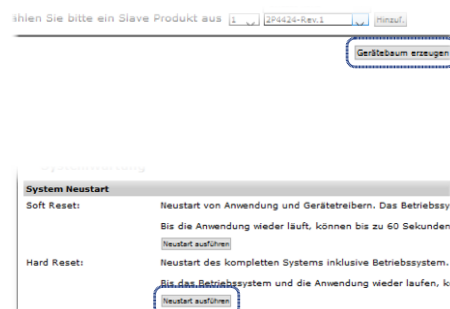 Sie bitte ein Slave Produkt aus 1 2P4424-Rev.1 Hinzuf.
Gerätebaum erzeugen
System Neustart
Soft Reset: Neustart von Anwendung und Gerätetreibern. Das
Bis die Anwendung wieder läuft, können bis zu 60 Sekunden
Neustart ausführen
Hard Reset: Neustart des kompletten Systems inklusive Betriebssystem.
Bis das Betriebssystem und die Anwendung wieder laufen,
Neustart ausführen